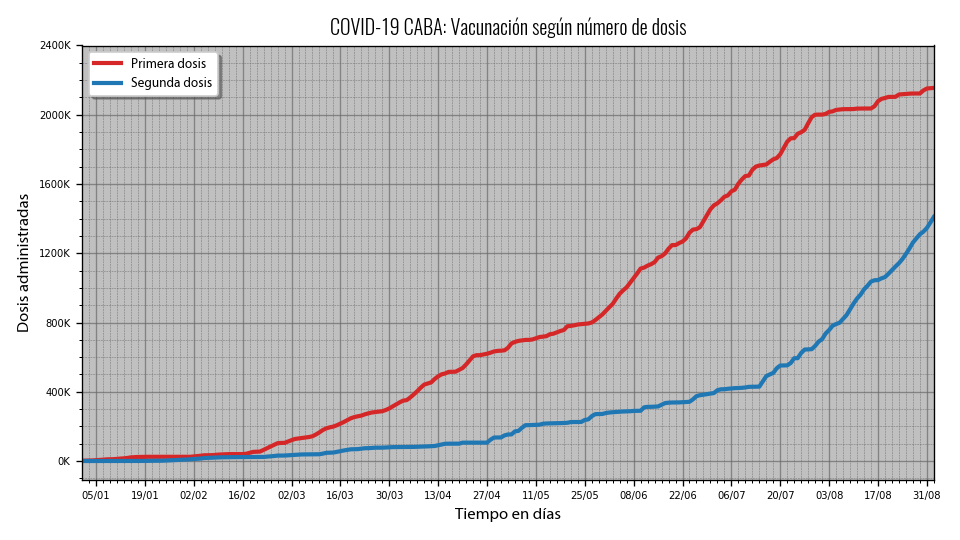 COVID-19 CABA: Vacunación según número de dosis
2400K
Primera dosis
Segunda dosis
2000K
1600K
1200K
800K
400K
0K
Dosis administradas
05/01 19/01 02/02 16/02 02/03 16/03 30/03 13/04 27/04 11/05 25/05 08/06 22/06 06/07 20/07 03/08 17/08 31/08
Tiempo en días